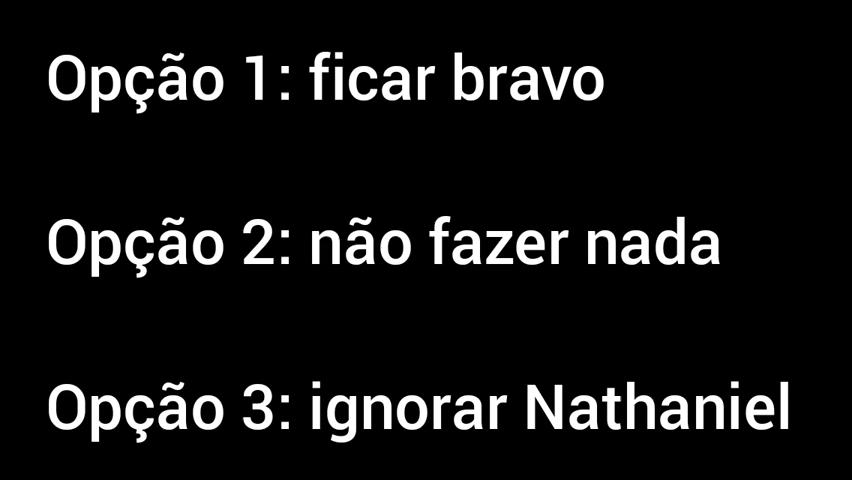 Opção 1: ficar bravo
Opção 2: não fazer nada
Opção 3: ignorar Nathaniel